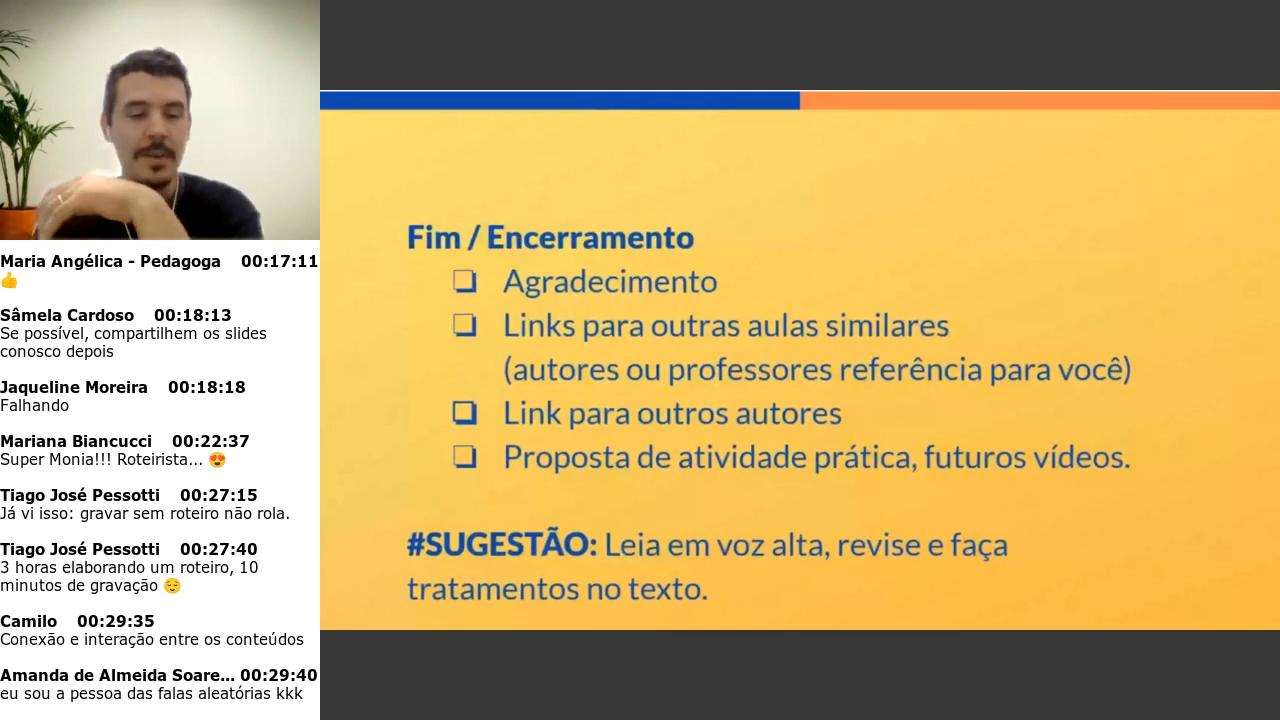 Maria Angélica - Pedagoga 00:17:11
👍
Sâmela Cardoso 00:18:13
Se possível, compartilhem os slides
conosco depois
Jaqueline Moreira 00:18:18
Falhando
Mariana Biancucci 00:22:37
Super Monia!!! Roteirista... 😍
Tiago José Pessotti 00:27:15
Já vi isso: gravar sem roteiro não rola.
Tiago José Pessotti 00:27:40
3 horas elaborando um roteiro, 10
minutos de gravação 😌
Camilo 00:29:35
Conexão e interação entre os conteúdos
Amanda de Almeida Soare... 00:29:40
eu sou a pessoa das falas aleatórias kkk
Fim / Encerramento
❏ Agradecimento
❏ Links para outras aulas similares
(autores ou professores referência para você)
❏ Link para outros autores
❏ Proposta de atividade prática, futuros vídeos.
#SUGESTÃO: Leia em voz alta, revise e faça
tratamentos no texto.